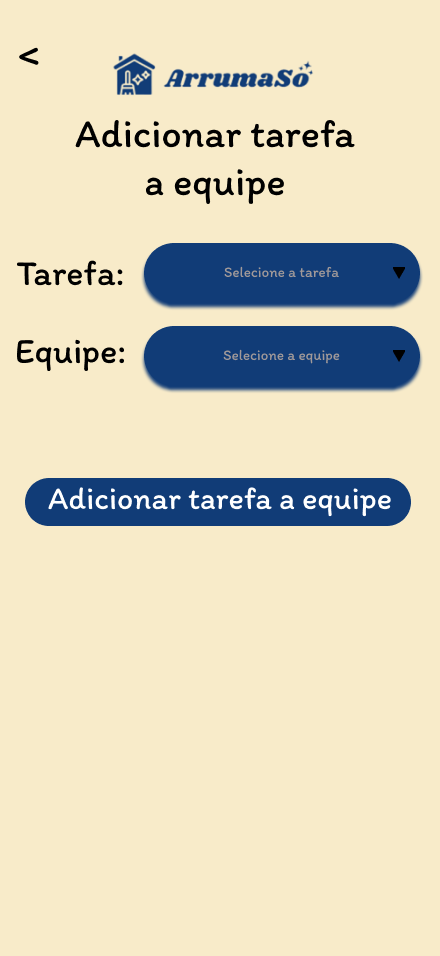 <
ArrumaSó
Adicionar tarefa
a equipe
Tarefa:
Selecione a tarefa
Equipe:
Selecione a equipe
Adicionar tarefa a equipe